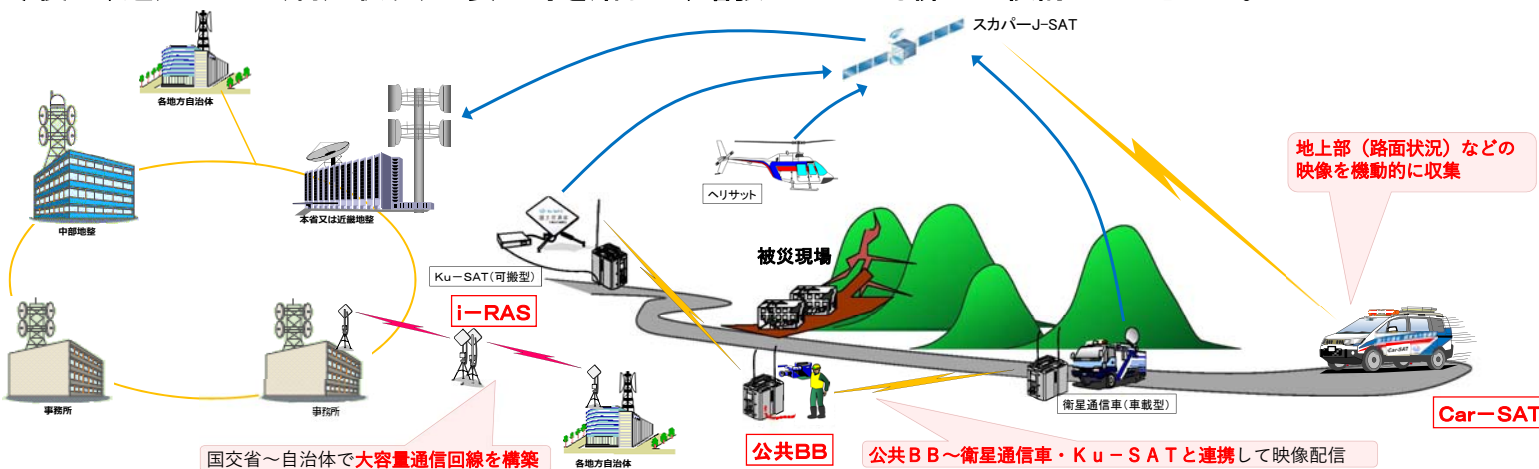 スカパーJ-SAT
各地方自治体
地上部（路面状況）などの
映像を機動的に収集
ヘリサット
本省又は近畿地整
中部地整
被災現場
Ku－SAT(可搬型)
i－RAS
Car-SAT
衛星通信車(車載型)
事務所
事務所
Car－SAT
公共BB
国交省～自治体で大容量通信回線を構築
各地方自治体
公共ＢＢ～衛星通信車・Ｋｕ－ＳＡＴと連携して映像配信